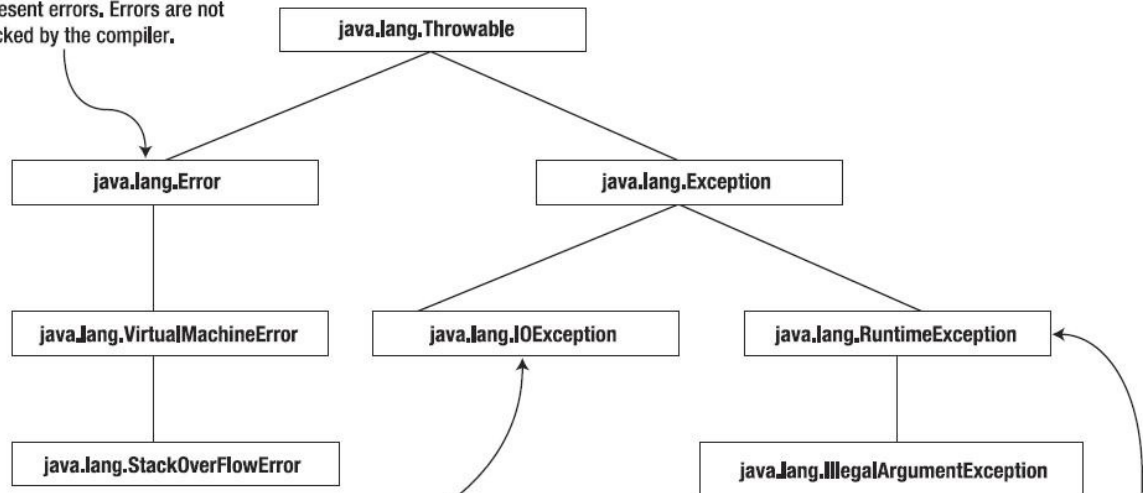 esent errors. Errors are not
cked by the compiler.
java.lang.Throwable
java.lang.Error
java.lang.Exception
java.lang.VirtualMachineError
java.lang.IOException
java.lang.RuntimeException
java.lang.StackOverFlowError
java.lang.IllegalArgumentException